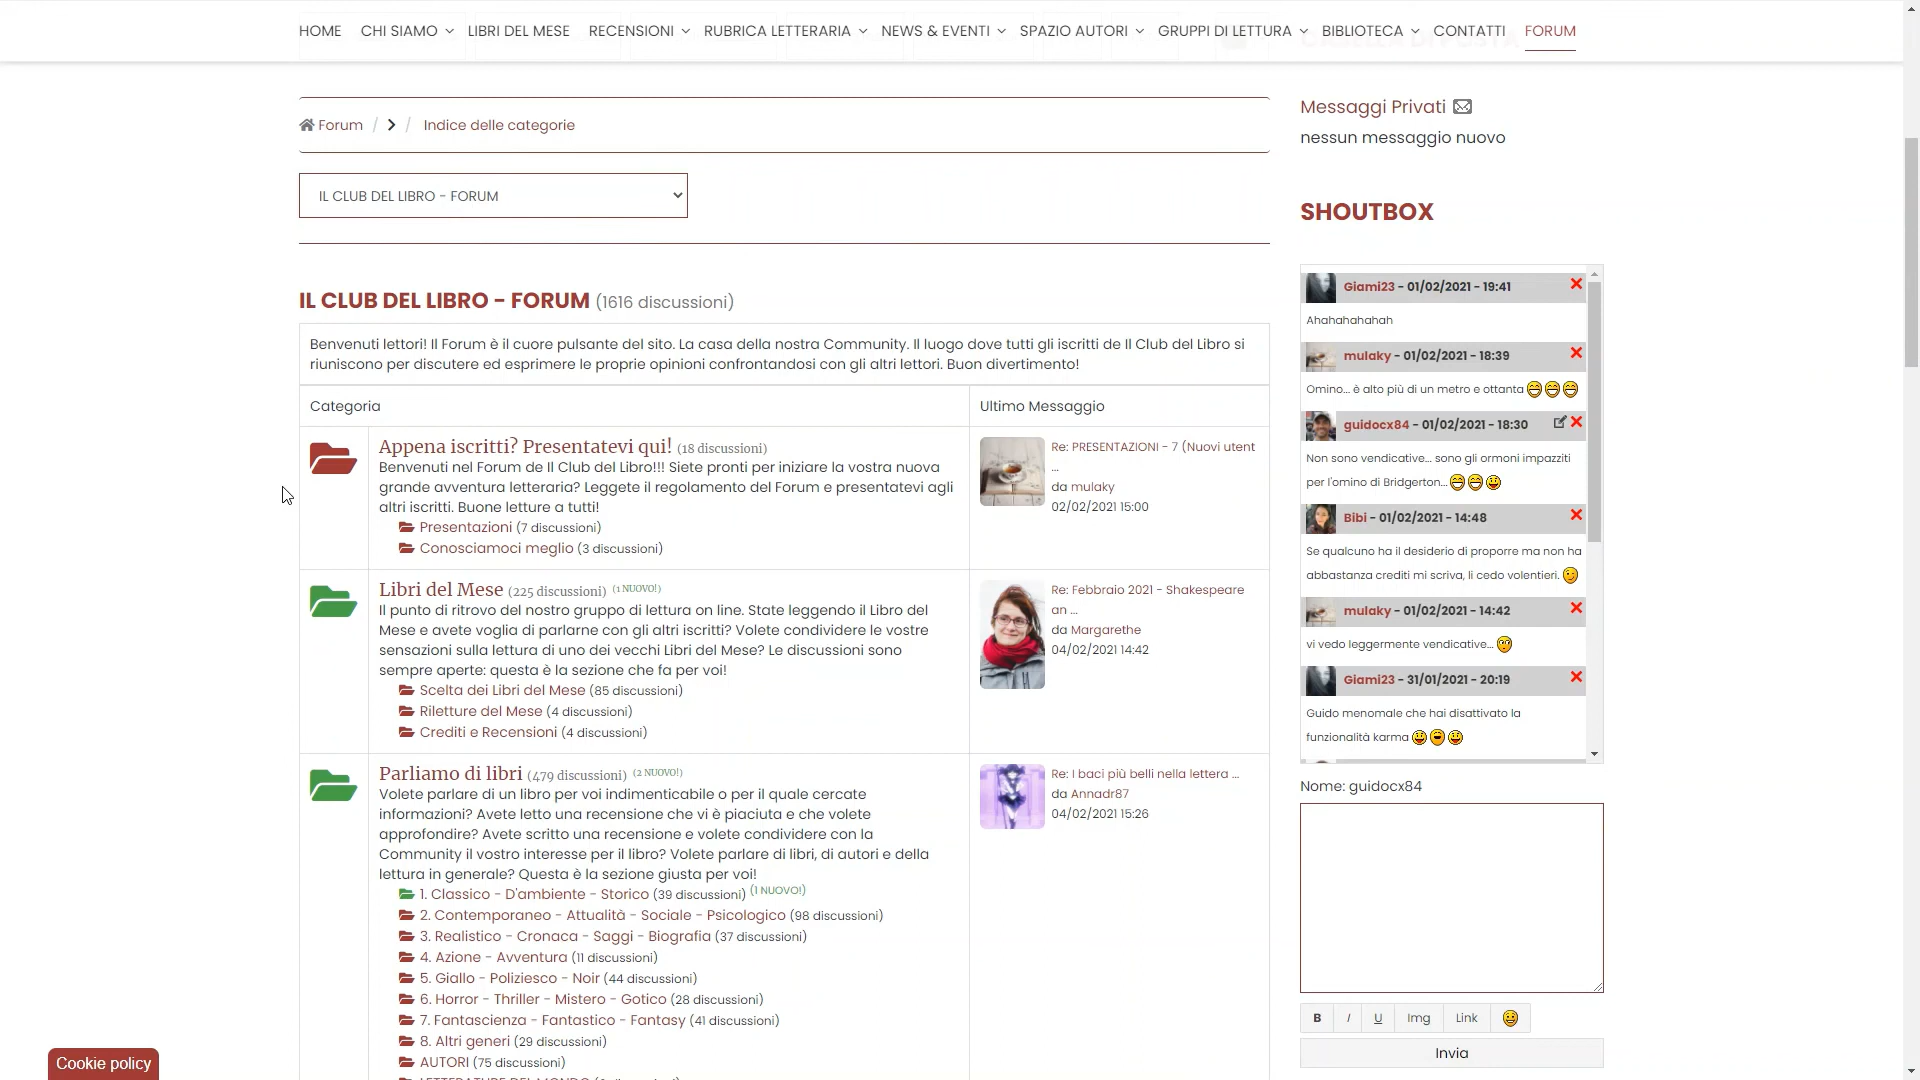 HOME CHI SIAMO LIBRI DEL MESE RECENSIONI RUBRICA LETTERARIA NEWS & EVENTI SPAZIO AUTORI GRUPPI DI LETTURA BIBLIOTECA CONTATTI FORUM
Forum / / Indice delle categorie
IL CLUB DEL LIBRO - FORUM
IL CLUB DEL LIBRO - FORUM (1616 discussioni)
Benvenuti lettori! Il Forum è il cuore pulsante del sito. La casa della nostra Community. Il luogo dove tutti gli iscritti de Il Club del Libro si
riuniscono per discutere ed esprimere le proprie opinioni confrontandosi con gli altri lettori. Buon divertimento!
Categoria
Ultimo Messaggio
Appena iscritti? Presentatevi qui! (18 discussioni)
Benvenuti nel Forum de Il Club del Libro!!! Siete pronti per iniziare la vostra nuova
grande avventura letteraria? Leggete il regolamento del Forum e presentatevi agli
altri iscritti. Buone letture a tutti!
Presentazioni (7 discussioni)
Conosciamoci meglio (3 discussioni)
Re: PRESENTAZIONI - 7 (Nuovi utent
...
da mulaky
02/02/2021 15:00
Libri del Mese (225 discussioni) (1 NUOVO!)
Il punto di ritrovo del nostro gruppo di lettura on line. State leggendo il Libro del
Mese e avete voglia di parlarne con gli altri iscritti? Volete condividere le vostre
sensazioni sulla lettura di uno dei vecchi Libri del Mese? Le discussioni sono
sempre aperte: questa è la sezione che fa per voi!
Scelta dei Libri del Mese (85 discussioni)
Riletture del Mese (4 discussioni)
Crediti e Recensioni (4 discussioni)
Re: Febbraio 2021 - Shakespeare
an ...
da Margarethe
04/02/2021 14:42
Parliamo di libri (479 discussioni) (2 NUOVO!)
Volete parlare di un libro per voi indimenticabile o per il quale cercate
informazioni? Avete letto una recensione che vi è piaciuta e che volete
approfondire? Avete scritto una recensione e volete condividere con la
Community il vostro interesse per il libro? Volete parlare di libri, di autori e della
lettura in generale? Questa è la sezione giusta per voi!
1. Classico - D'ambiente - Storico (39 discussioni) (1 NUOVO!)
2. Contemporaneo - Attualità - Sociale - Psicologico (98 discussioni)
3. Realistico - Cronaca - Saggi - Biografia (37 discussioni)
4. Azione - Avventura (11 discussioni)
5. Giallo - Poliziesco - Noir (44 discussioni)
6. Horror - Thriller - Mistero - Gotico (28 discussioni)
7. Fantascienza - Fantastico - Fantasy (41 discussioni)
8. Altri generi (29 discussioni)
AUTORI (75 discussioni)
Re: I baci più belli nella lettera ...
da Annadr87
04/02/2021 15:26
Messaggi Privati
nessun messaggio nuovo
SHOUTBOX
Giami23 - 01/02/2021 - 19:41
Ahahahahahah
mulaky - 01/02/2021 - 18:39
Omino... è alto più di un metro e ottanta
guidocx84 - 01/02/2021 - 18:30
Non sono vendicative... sono gli ormoni impazziti
per l'omino di Bridgerton...
Bibi - 01/02/2021 - 14:48
Se qualcuno ha il desiderio di proporre ma non ha
abbastanza crediti mi scriva, li cedo volentieri.
mulaky - 01/02/2021 - 14:42
vi vedo leggermente vendicative...
Giami23 - 31/01/2021 - 20:19
Guido menomale che hai disattivato la
funzionalità karma
Nome: guidocx84
B I U Img Link
Invia
Cookie policy